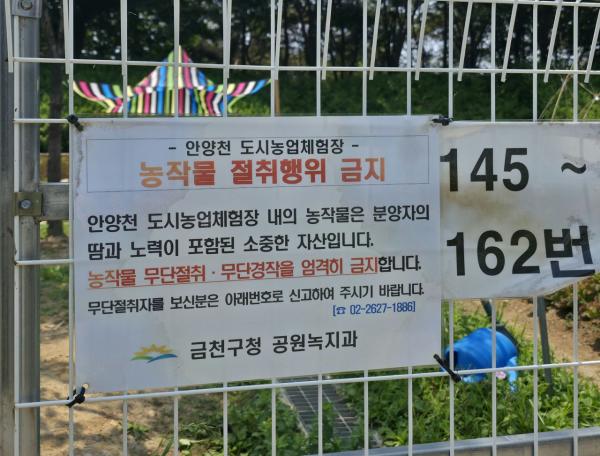 - 안양천 도시농업체험장 -
농작물 절취행위 금지
안양천 도시농업체험장 내의 농작물은 분양자의
땀과 노력이 포함된 소중한 자산입니다.
농작물 무단절취 · 무단경작을 엄격히 금지합니다.
무단절취자를 보신분은 아래번호로 신고하여 주시기 바랍니다.
[☎ 02-2627-1886]
금천구청 공원녹지과
145 ~
162번